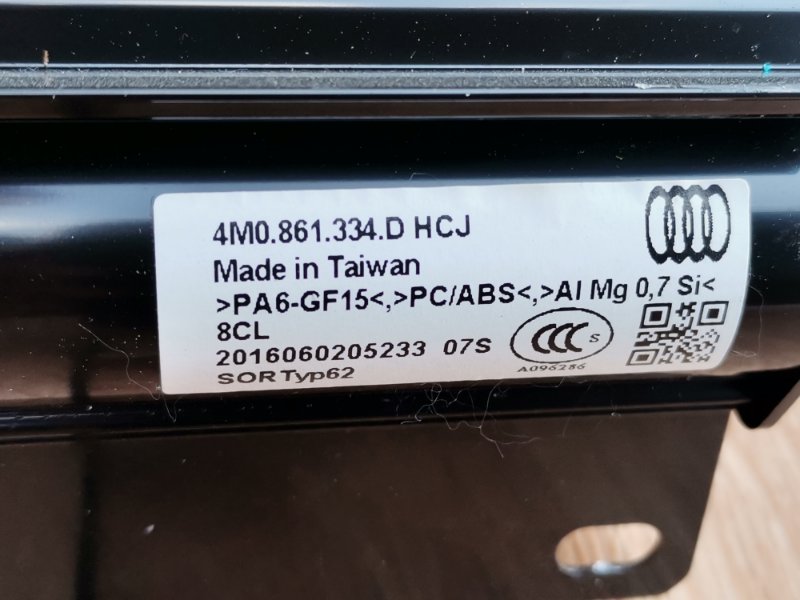 4M0.861.334.D HCJ
Made in Taiwan
>PA6-GF15<,>PC/ABS<,>Al Mg 0,7 Si<
8CL
2016060205233 07S
SOR Typ62
CCC S
A096286